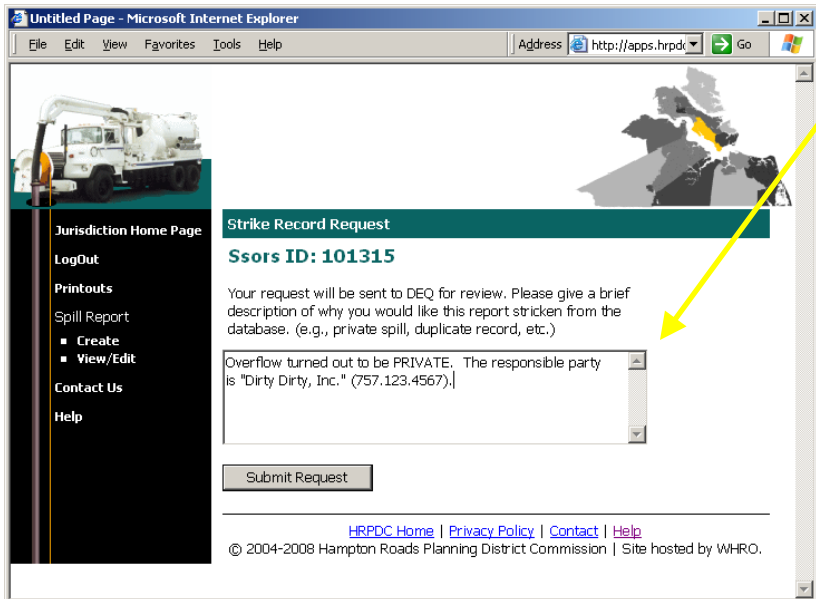 Untitled Page - Microsoft Internet Explorer
File Edit View Favorites Tools Help
Address http://apps.hrpdc Go
Jurisdiction Home Page
LogOut
Printouts
Spill Report
Create
View/Edit
Contact Us
Help
Strike Record Request
Ssors ID: 101315
Your request will be sent to DEQ for review. Please give a brief
description of why you would like this report stricken from the
database. (e.g., private spill, duplicate record, etc.)
Overflow turned out to be PRIVATE. The responsible party
is "Dirty Dirty, Inc." (757.123.4567).
Submit Request
HRPDC Home | Privacy Policy | Contact | Help
© 2004-2008 Hampton Roads Planning District Commission | Site hosted by WHRO.